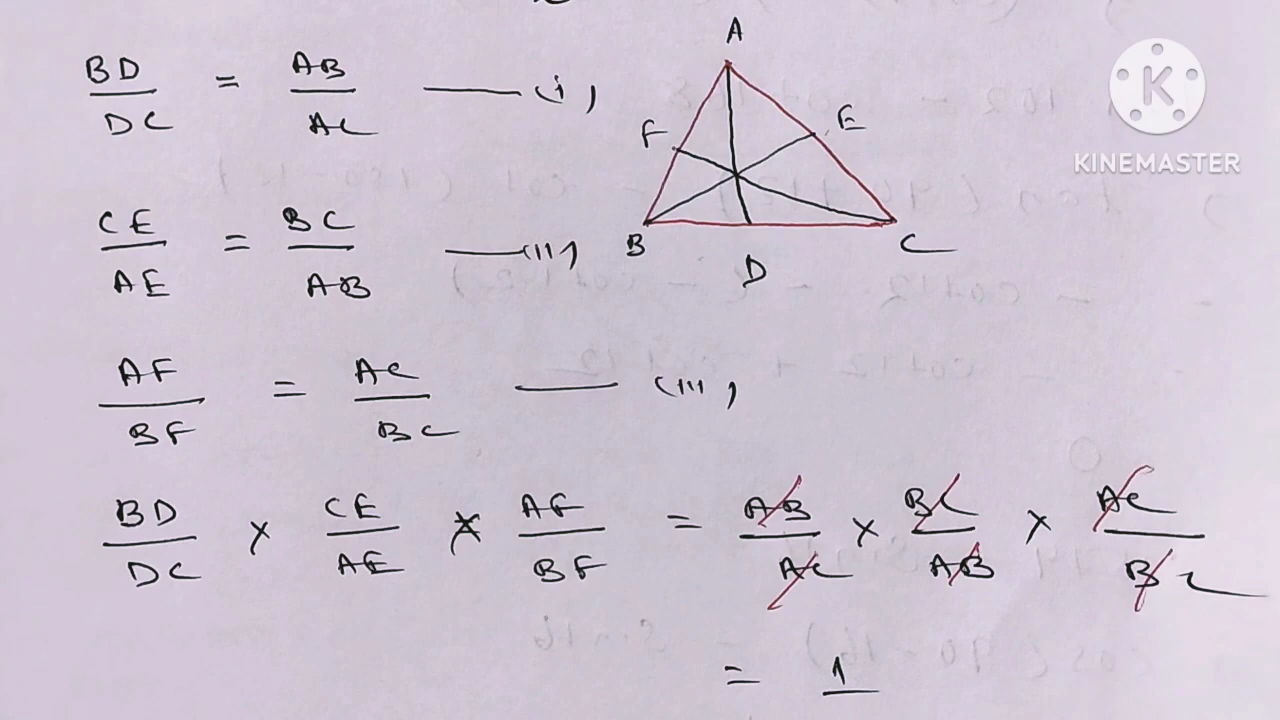 BD/DC = AB/AC —— (i)
A
F
E
B
D
C
K
KINEMASTER
CE/AE = BC/AB —— (ii)
AF/BF = AC/BC —— (iii)
BD/DC × CE/AE × AF/BF = AB/AC × BC/AB × AC/BC
= 1